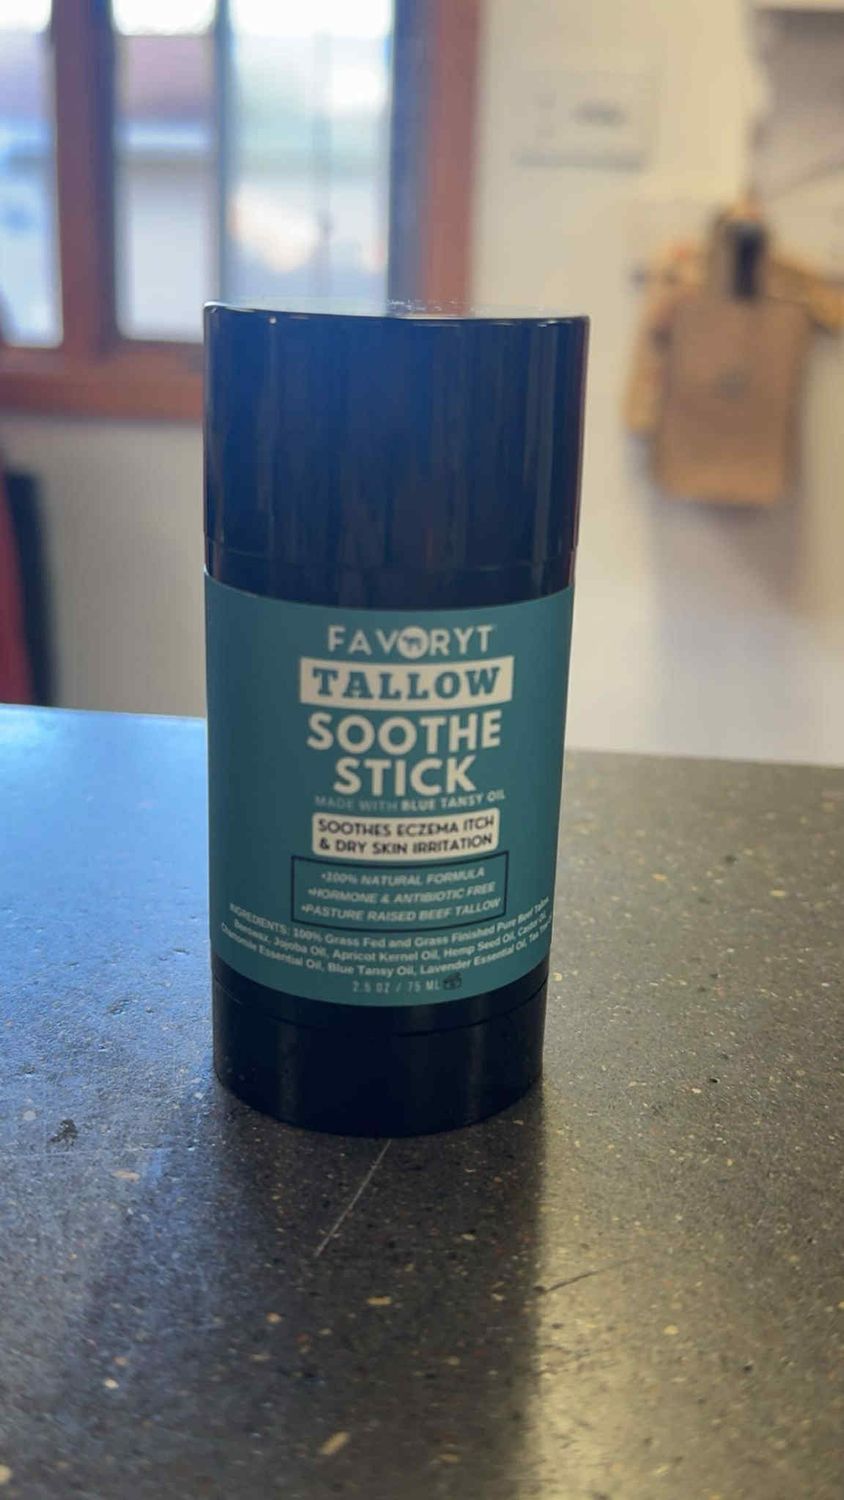 FAVORYT
TALLOW
SOOTHE
STICK
MADE WITH BLUE TANSY OIL
SOOTHES ECZEMA ITCH
& DRY SKIN IRRITATION
•100% NATURAL FORMULA
•HORMONE & ANTIBIOTIC FREE
•PASTURE RAISED BEEF TALLOW
INGREDIENTS: 100% Grass Fed and Grass Finished Pure Beef Tallow,
Beeswax, Jojoba Oil, Apricot Kernel Oil, Hemp Seed Oil, Castor Oil,
Chamomile Essential Oil, Blue Tansy Oil, Lavender Essential Oil, Tea
2.5 OZ / 75 ML